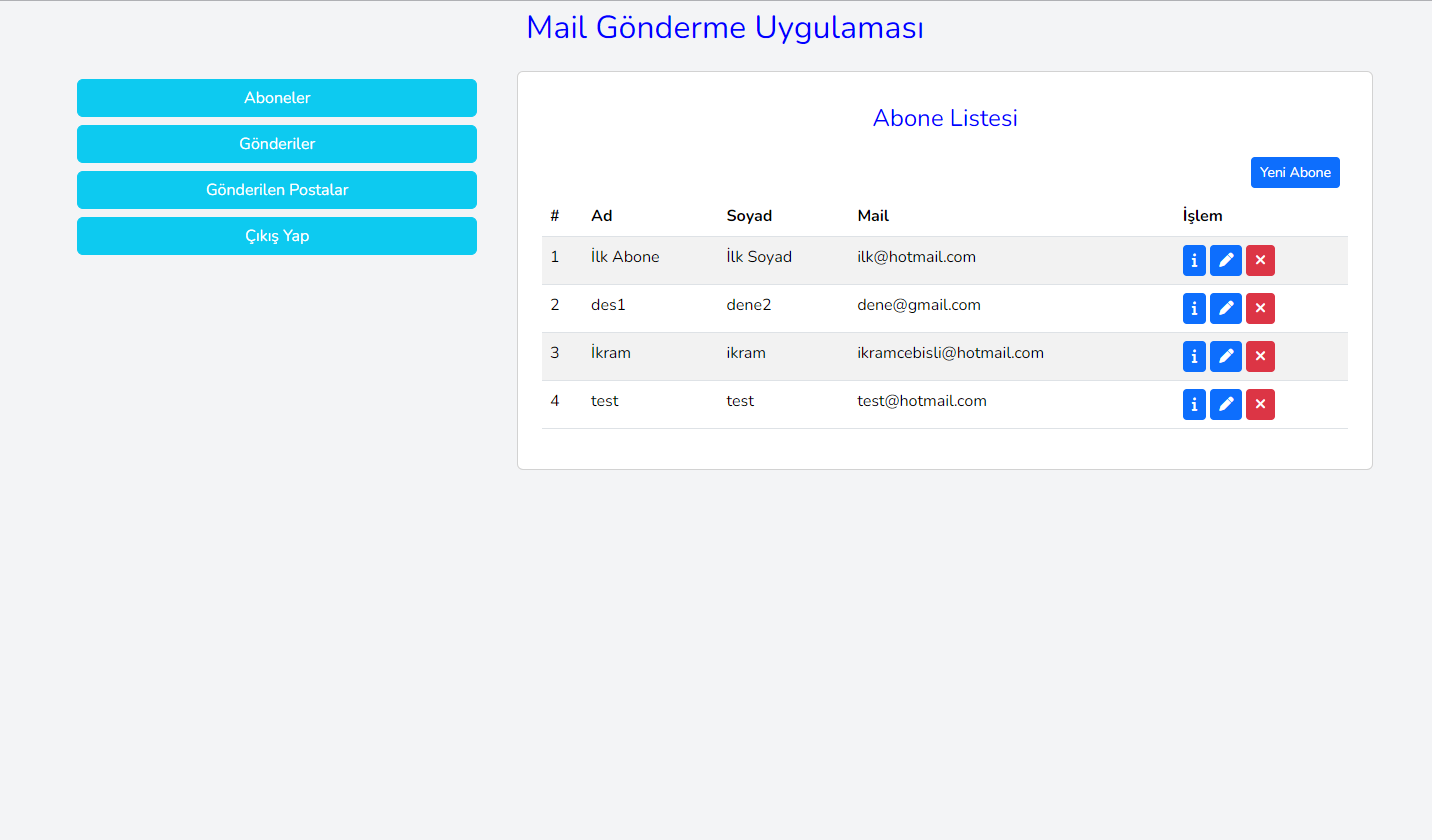 Mail Gönderme Uygulaması
Aboneler
Gönderiler
Gönderilen Postalar
Çıkış Yap
Abone Listesi
Yeni Abone
# Ad Soyad Mail İşlem
1 İlk Abone İlk Soyad ilk@hotmail.com
2 des1 dene2 dene@gmail.com
3 İkram ikram ikramcebisli@hotmail.com
4 test test test@hotmail.com